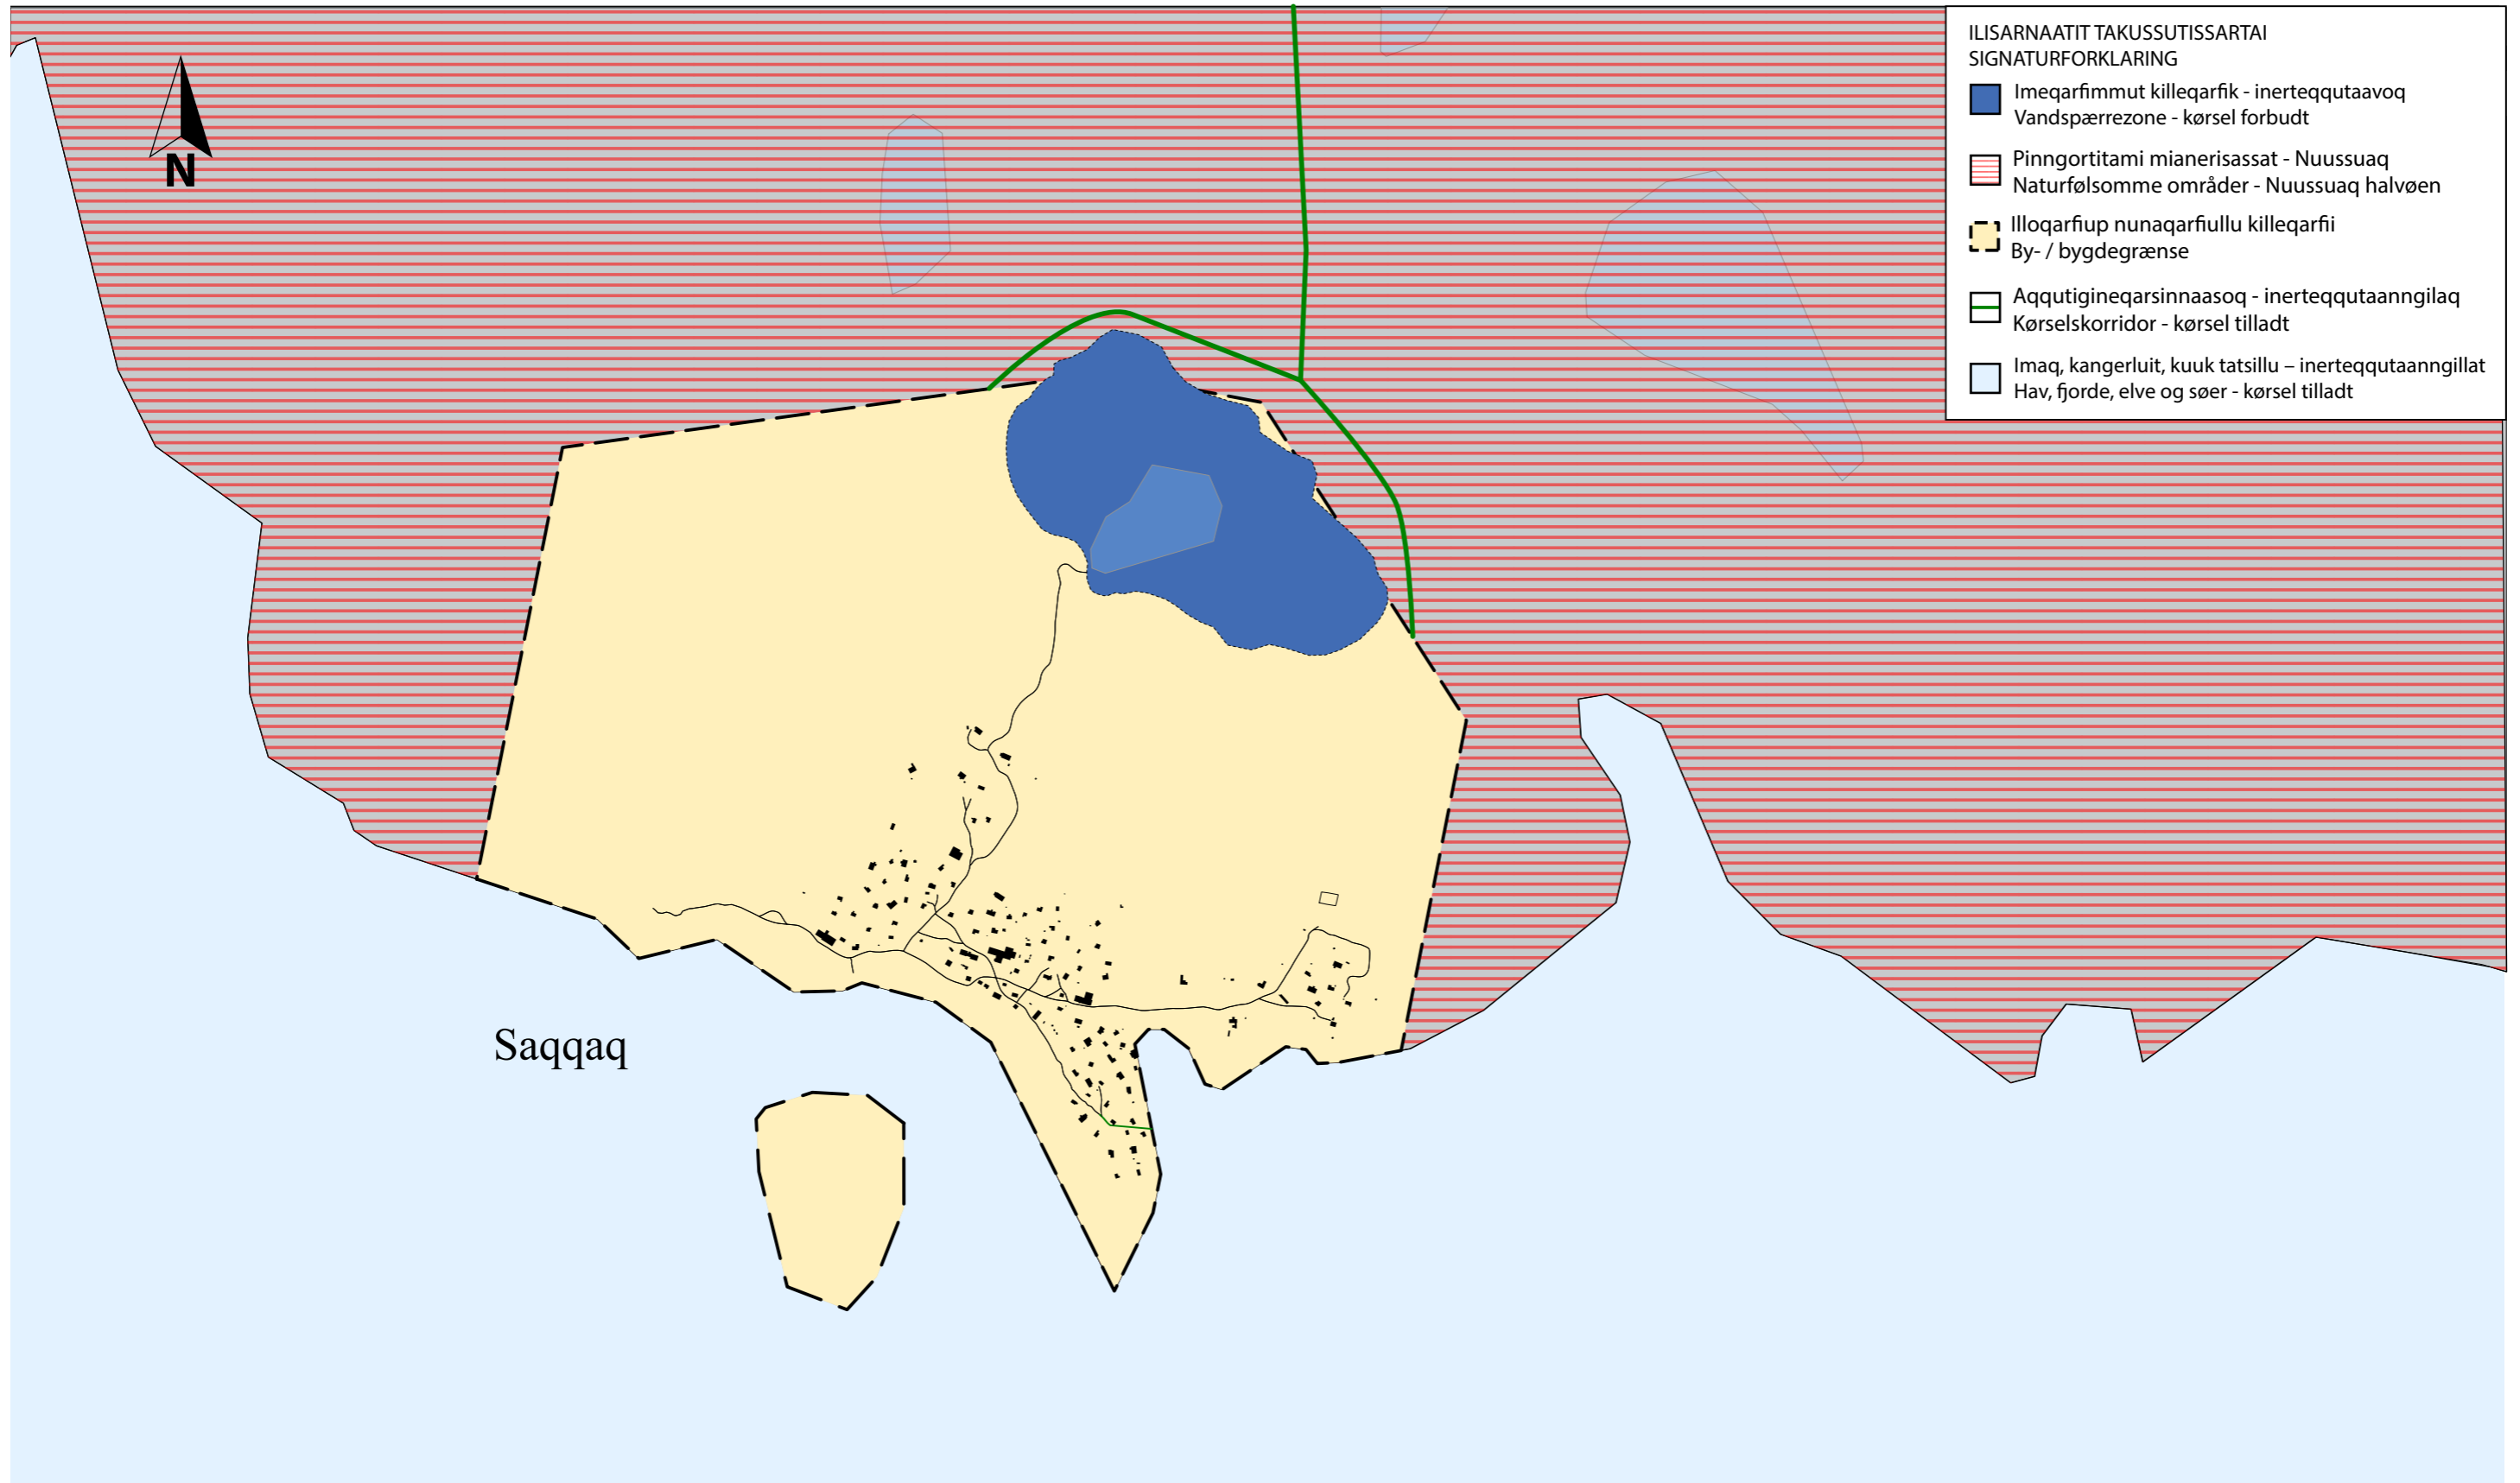 ILISARNAATIT TAKUSSUTISSARTAI
SIGNATURFORKLARING
Imeqarfimmut killeqarfik - inerteqqutaavoq
Vandspærrezone - kørsel forbudt
Pinngortitami mianerisassat - Nuussuaq
Naturfølsomme områder - Nuussuaq halvøen
Illoqarfiup nunaqarfiullu killeqarfii
By- / bygdegrænse
Aqqutigineqarsinnaasoq - inerteqqutaanngilaq
Kørselskorridor - kørsel tilladt
Imaq, kangerluit, kuuk tatsillu – inerteqqutaanngillat
Hav, fjorde, elve og søer - kørsel tilladt
N
Saqqaq